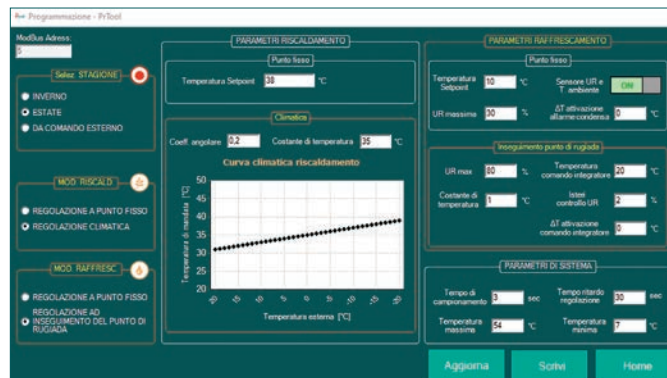 Programmazione - PrTool
ModBus Adress:
5
Selez. STAGIONE
INVERNO
ESTATE
DA COMANDO ESTERNO
MOD. RISCALD.
REGOLAZIONE A PUNTO FISSO
REGOLAZIONE CLIMATICA
MOD. RAFFRESC
REGOLAZIONE A PUNTO FISSO
REGOLAZIONE AD
INSEGUIMENTO DEL PUNTO DI
RUGIADA
PARAMETRI RISCALDAMENTO
Punto fisso
Temperatura Setpoint 38 °C
Climatica
Coeff. angolare 0,2 Costante di temperatura 35 °C
Curva climatica riscaldamento
Temperatura di mandata [°C]
50
45
40
35
30
25
20
20 15 10 5 0 -5 -10 -15 -20
Temperatura esterna [°C]
PARAMETRI RAFFRESCAMENTO
Punto fisso
Temperatura
Setpoint 10 °C
Sensore UR e
T. ambiente ON
UR massima 30 %
ΔT attivazione
allarme condensa 0 °C
Inseguimento punto di rugiada
UR max 80 %
Temperatura
comando integratore 20 °C
Costante di
temperatura 1 °C
Isteri
controllo UR 2 %
ΔT attivazione
comando integratore 0 °C
PARAMETRI DI SISTEMA
Tempo di
campionamento 3 sec
Tempo ritardo
regolazione 30 sec
Temperatura
massima 54 °C
Temperatura
minima 7 °C
Aggiorna Scrivi Home